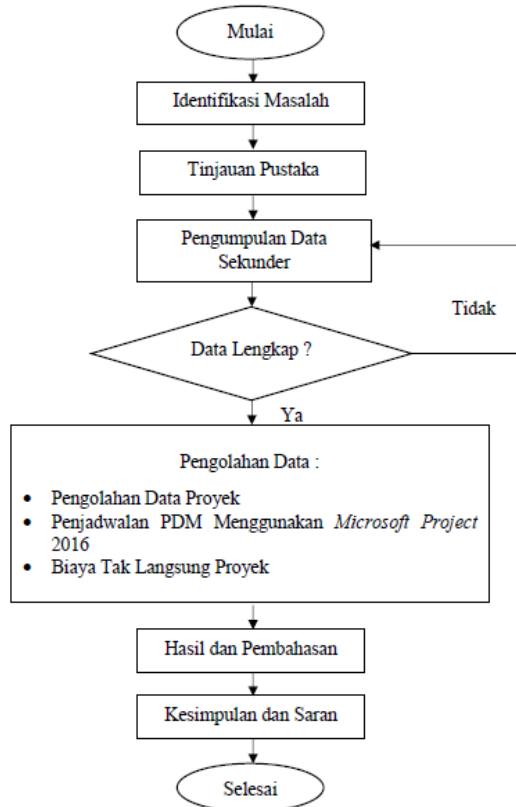 Mulai
Identifikasi Masalah
Tinjauan Pustaka
Pengumpulan Data
Sekunder
Tidak
Data Lengkap ?
Ya
Pengolahan Data :
• Pengolahan Data Proyek
• Penjadwalan PDM Menggunakan Microsoft Project
2016
• Biaya Tak Langsung Proyek
Hasil dan Pembahasan
Kesimpulan dan Saran
Selesai